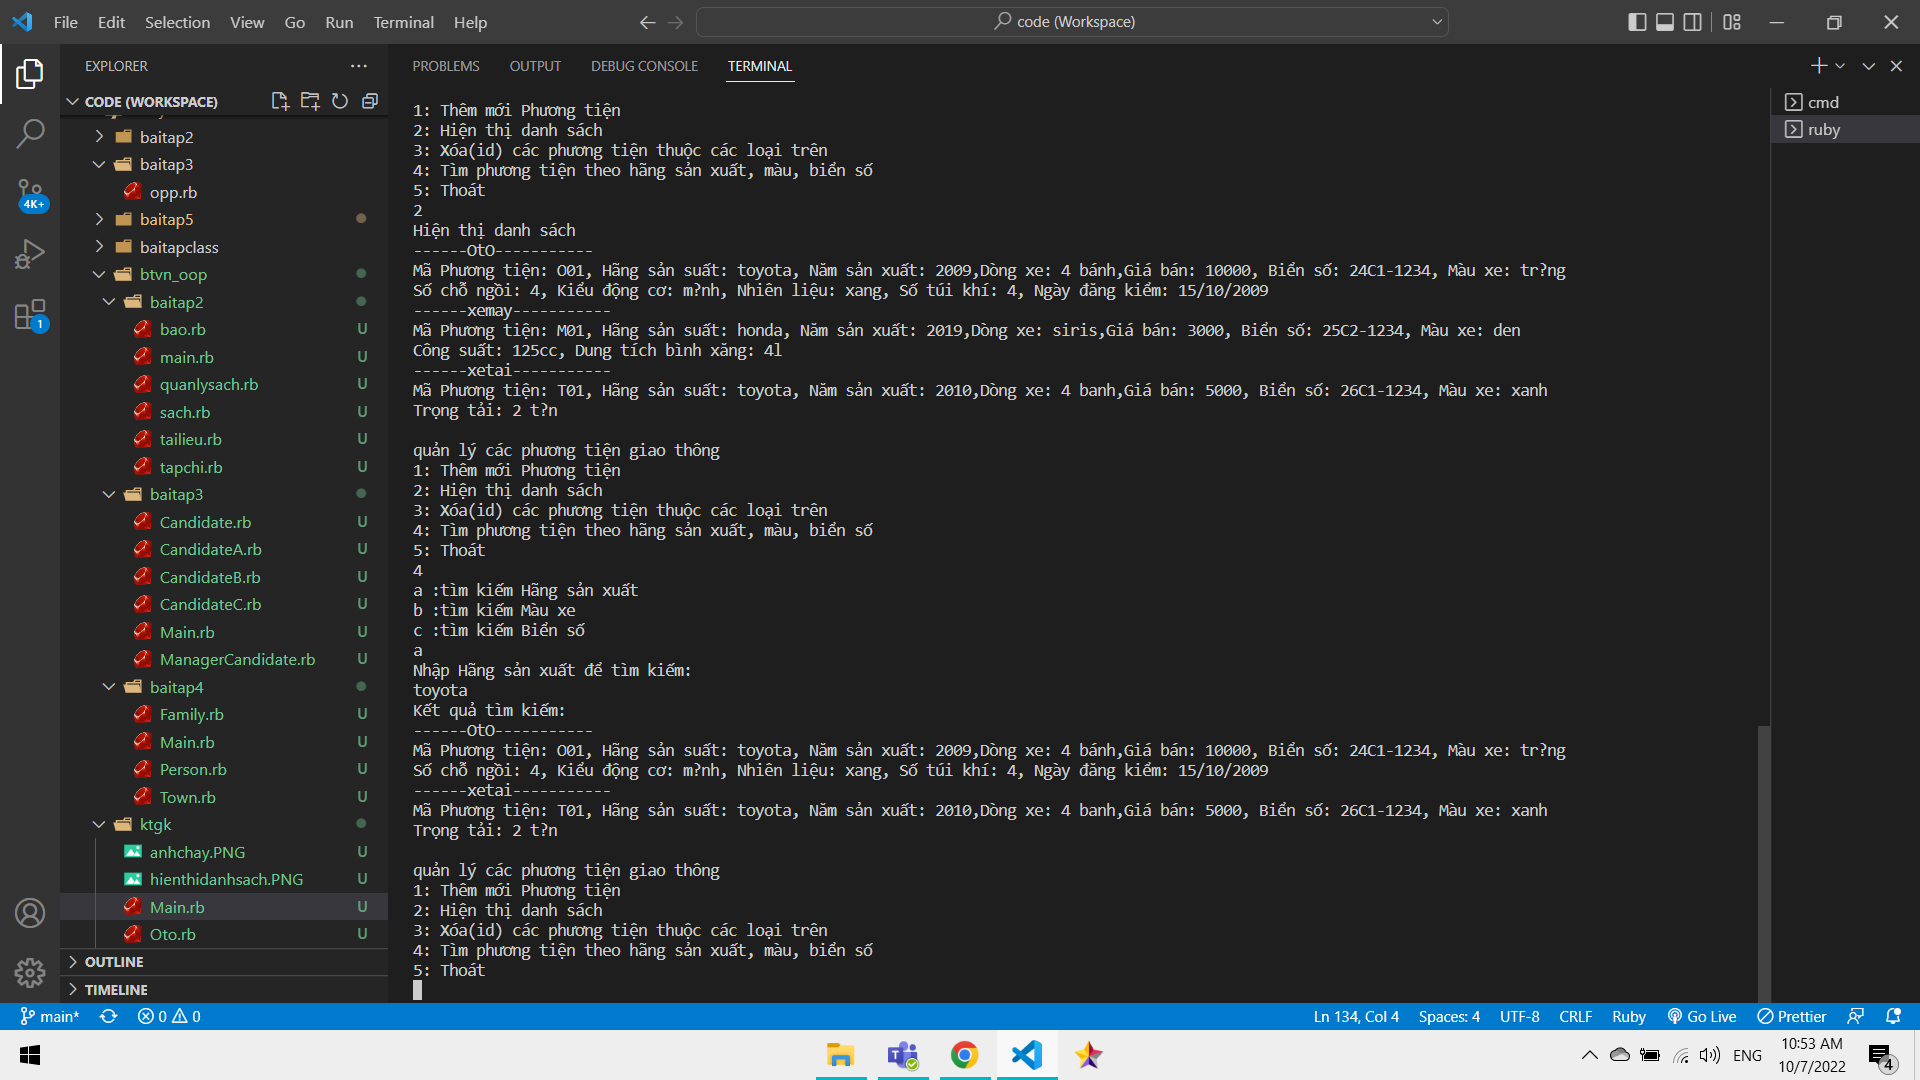 File Edit Selection View Go Run Terminal Help
code (Workspace)
EXPLORER
PROBLEMS OUTPUT DEBUG CONSOLE TERMINAL
CODE (WORKSPACE)
baitap2
baitap3
opp.rb
baitap5
baitapclass
btvn_oop
baitap2
bao.rb U
main.rb U
quanlysach.rb U
sach.rb U
tailieu.rb U
tapchi.rb U
baitap3
Candidate.rb U
CandidateA.rb U
CandidateB.rb U
CandidateC.rb U
Main.rb U
ManagerCandidate.rb U
baitap4
Family.rb U
Main.rb U
Person.rb U
Town.rb U
ktgk
anhchay.PNG U
hienthidanhsach.PNG U
Main.rb U
Oto.rb U
OUTLINE
TIMELINE
4K+
1
1: Thêm mới Phương tiện
2: Hiện thị danh sách
3: Xóa(id) các phương tiện thuộc các loại trên
4: Tìm phương tiện theo hãng sản xuất, màu, biển số
5: Thoát
2
Hiện thị danh sách
------OtO-----------
Mã Phương tiện: O01, Hãng sản suất: toyota, Năm sản xuất: 2009,Dòng xe: 4 bánh,Giá bán: 10000, Biển số: 24C1-1234, Màu xe: tr?ng
Số chỗ ngồi: 4, Kiểu động cơ: m?nh, Nhiên liệu: xang, Số túi khí: 4, Ngày đăng kiểm: 15/10/2009
------xemay-----------
Mã Phương tiện: M01, Hãng sản suất: honda, Năm sản xuất: 2019,Dòng xe: siris,Giá bán: 3000, Biển số: 25C2-1234, Màu xe: den
Công suất: 125cc, Dung tích bình xăng: 4l
------xetai-----------
Mã Phương tiện: T01, Hãng sản suất: toyota, Năm sản xuất: 2010,Dòng xe: 4 banh,Giá bán: 5000, Biển số: 26C1-1234, Màu xe: xanh
Trọng tải: 2 t?n
quản lý các phương tiện giao thông
1: Thêm mới Phương tiện
2: Hiện thị danh sách
3: Xóa(id) các phương tiện thuộc các loại trên
4: Tìm phương tiện theo hãng sản xuất, màu, biển số
5: Thoát
4
a :tìm kiếm Hãng sản xuất
b :tìm kiếm Màu xe
c :tìm kiếm Biển số
a
Nhập Hãng sản xuất để tìm kiếm:
toyota
Kết quả tìm kiếm:
------OtO-----------
Mã Phương tiện: O01, Hãng sản suất: toyota, Năm sản xuất: 2009,Dòng xe: 4 bánh,Giá bán: 10000, Biển số: 24C1-1234, Màu xe: tr?ng
Số chỗ ngồi: 4, Kiểu động cơ: m?nh, Nhiên liệu: xang, Số túi khí: 4, Ngày đăng kiểm: 15/10/2009
------xetai-----------
Mã Phương tiện: T01, Hãng sản suất: toyota, Năm sản xuất: 2010,Dòng xe: 4 banh,Giá bán: 5000, Biển số: 26C1-1234, Màu xe: xanh
Trọng tải: 2 t?n
quản lý các phương tiện giao thông
1: Thêm mới Phương tiện
2: Hiện thị danh sách
3: Xóa(id) các phương tiện thuộc các loại trên
4: Tìm phương tiện theo hãng sản xuất, màu, biển số
5: Thoát
cmd
ruby
main* 0 0 Ln 134, Col 4 Spaces: 4 UTF-8 CRLF Ruby Go Live Prettier
ENG
10:53 AM
10/7/2022
4